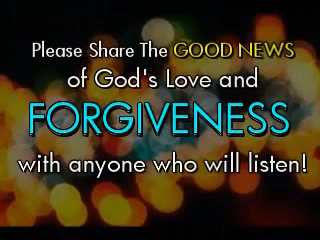 Please Share The GOOD NEWS
of God's Love and
FORGIVENESS
with anyone who will listen!